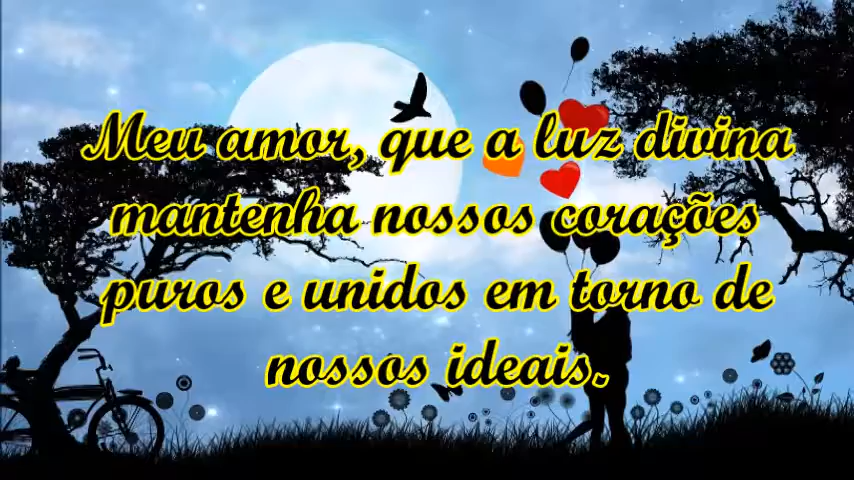 Meu amor, que a luz divina
mantenha nossos corações
puros e unidos em torno de
nossos ideais.